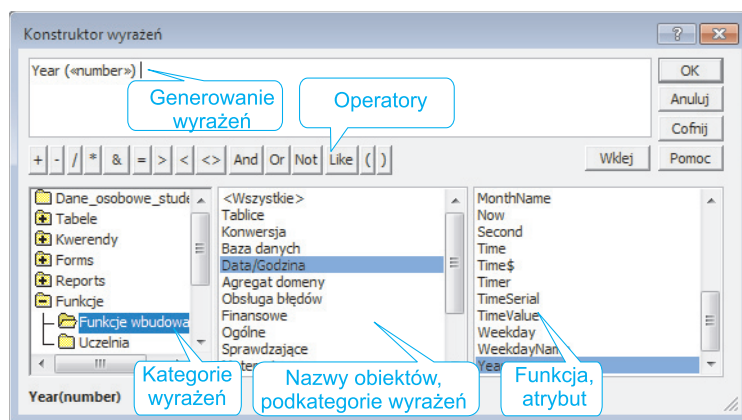 Konstruktor wyrażeń
Year («number»)
Generowanie
wyrażeń
Operatory
OK
Anuluj
Cofnij
+ - / * & = > < <> And Or Not Like ( )
Wklej
Pomoc
Dane_osobowe_stude
Tabele
Kwerendy
Forms
Reports
Funkcje
Funkcje wbudowa
Uczelnia
<Wszystkie>
Tablice
Konwersja
Baza danych
Data/Godzina
Agregat domeny
Obsługa błędów
Finansowe
Ogólne
Sprawdzające
MonthName
Now
Second
Time
Time$
Timer
TimeSerial
TimeValue
Weekday
WeekdayNam
Year
Kategorie
wyrażeń
Nazwy obiektów,
podkategorie wyrażeń
Funkcja,
atrybut
Year(number)